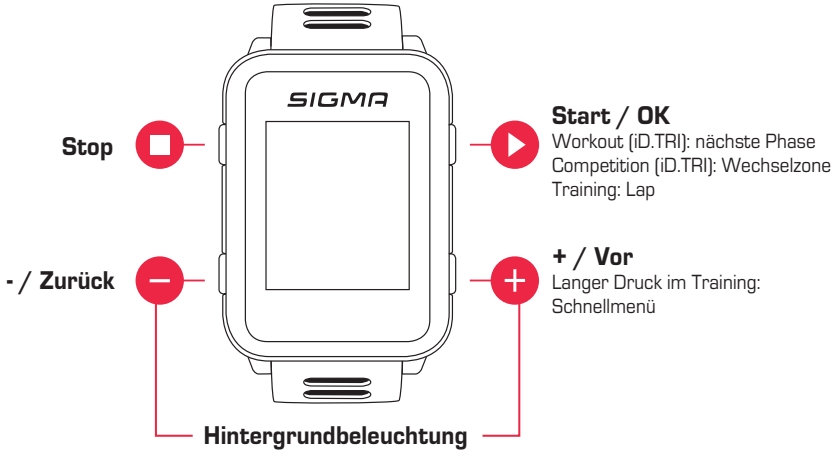 SIGMA
Stop
Start / OK
Workout (iD.TRI): nächste Phase
Competition (iD.TRI): Wechselzone
Training: Lap
- / Zurück
+ / Vor
Langer Druck im Training:
Schnellmenü
Hintergrundbeleuchtung